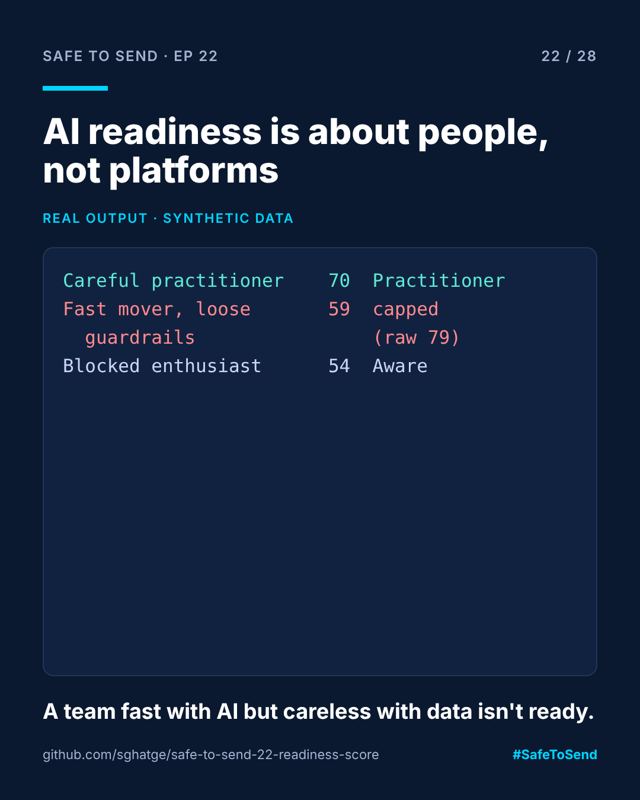 SAFE TO SEND · EP 22 22 / 28
AI readiness is about people,
not platforms
REAL OUTPUT · SYNTHETIC DATA
Careful practitioner 70 Practitioner
Fast mover, loose 59 capped
guardrails (raw 79)
Blocked enthusiast 54 Aware
A team fast with AI but careless with data isn't ready.
github.com/sghatge/safe-to-send-22-readiness-score #SafeToSend